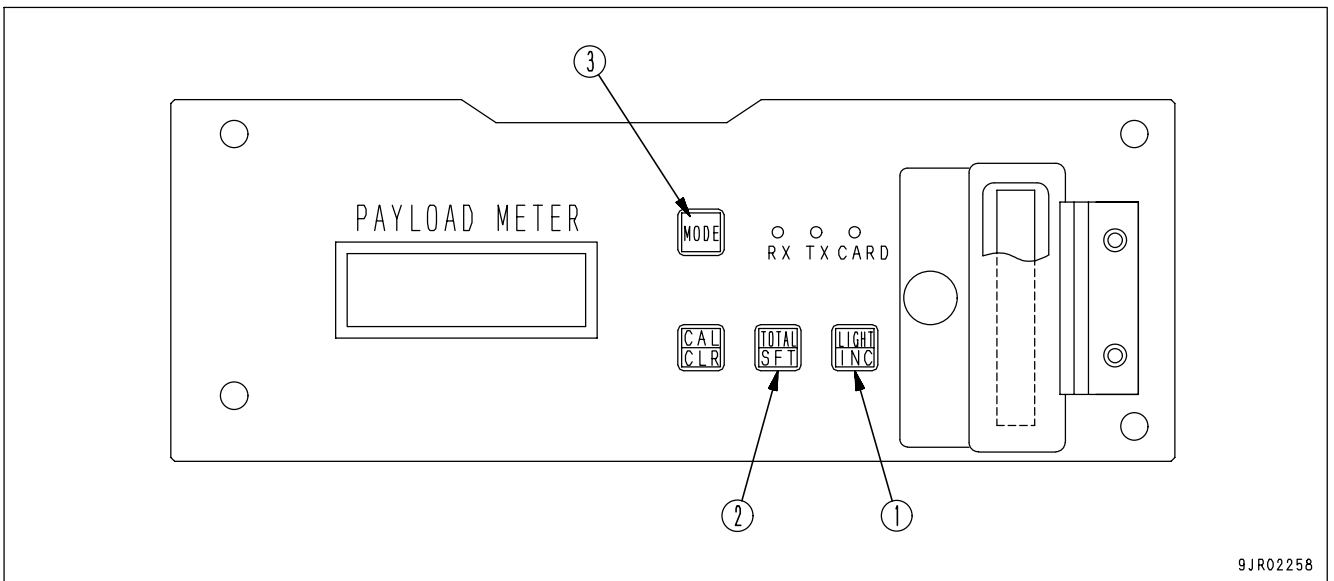 3
PAYLOAD METER
MODE
RX TX CARD
CAL
CLR
TOTAL
SFT
LIGHT
INC
2
1
9JR02258